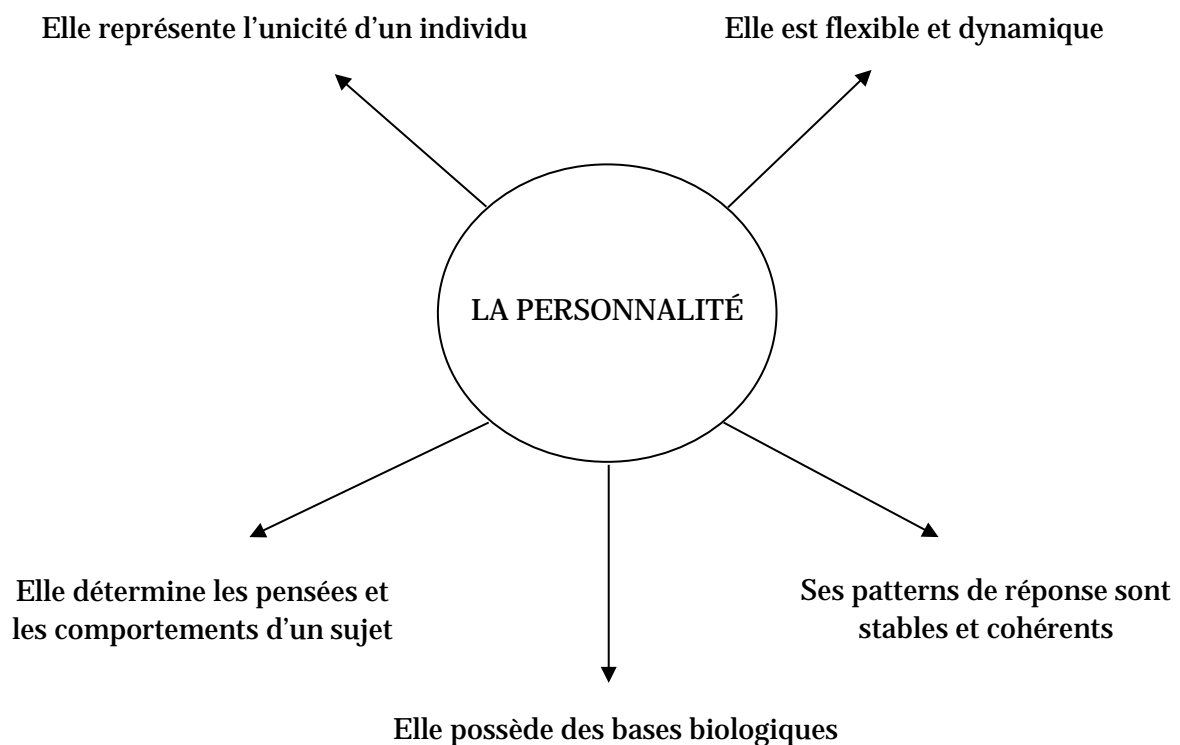 Elle représente l’unicité d’un individu
Elle est flexible et dynamique
LA PERSONNALITÉ
Elle détermine les pensées et
les comportements d’un sujet
Ses patterns de réponse sont
stables et cohérents
Elle possède des bases biologiques